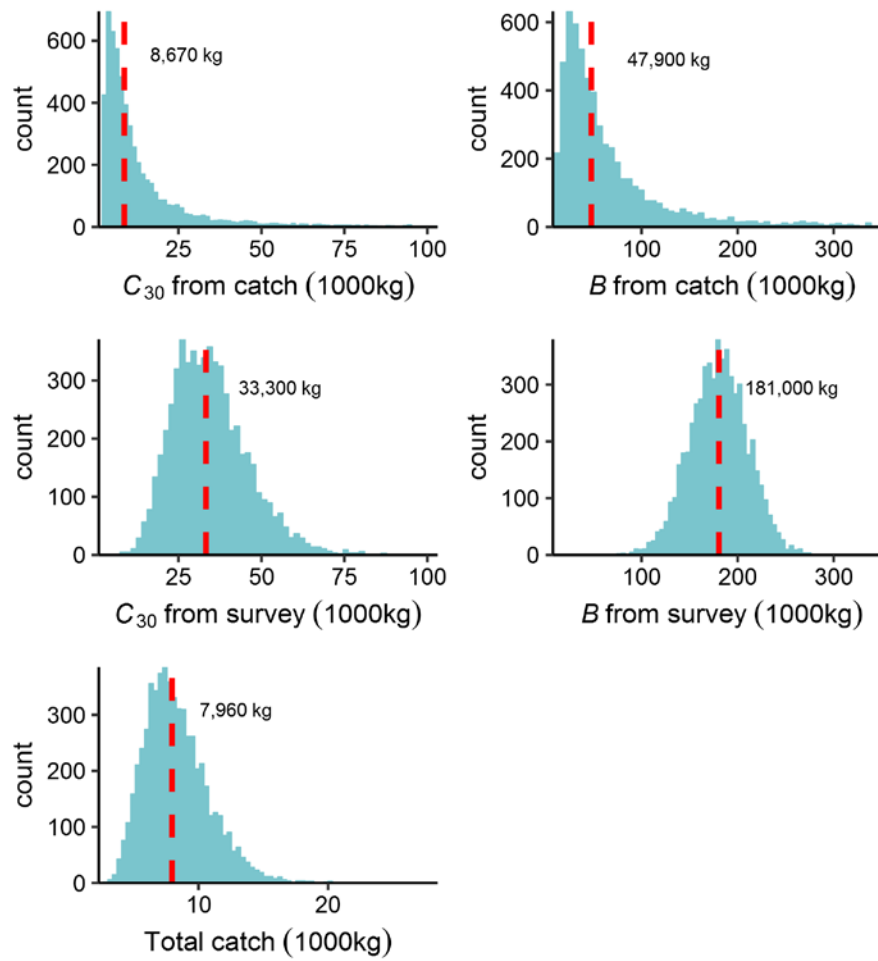 count
600
400
200
0
8,670 kg
25
50
75
100
C30 from catch (1000kg)
count
600
400
200
0
47,900 kg
100
200
300
B from catch (1000kg)
count
300
200
100
0
33,300 kg
25
50
75
100
C30 from survey (1000kg)
count
300
200
100
0
181,000 kg
100
200
300
B from survey (1000kg)
count
300
200
100
0
7,960 kg
10
20
Total catch (1000kg)